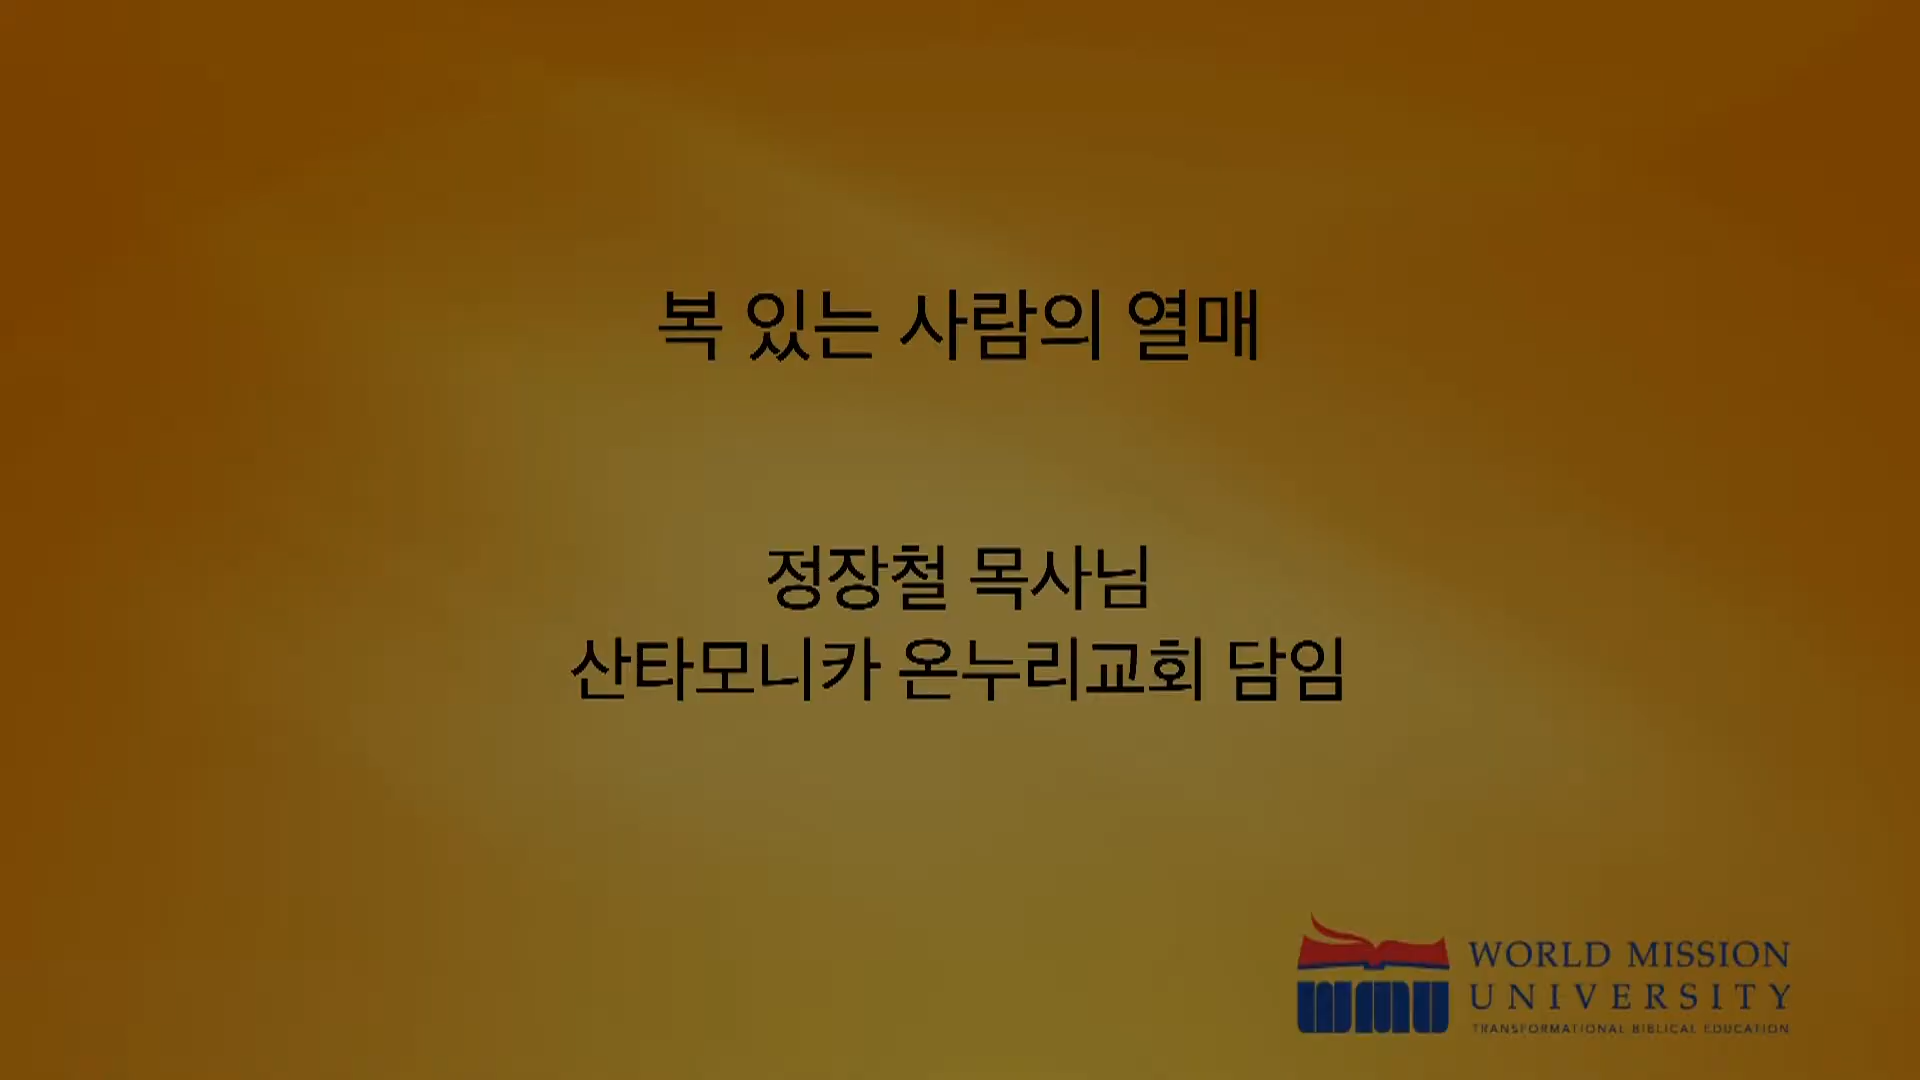 복 있는 사람의 열매
정장철 목사님
산타모니카 온누리교회 담임
WMU
WORLD MISSION
UNIVERSITY
TRANSFORMATIONAL BIBLICAL EDUCATION